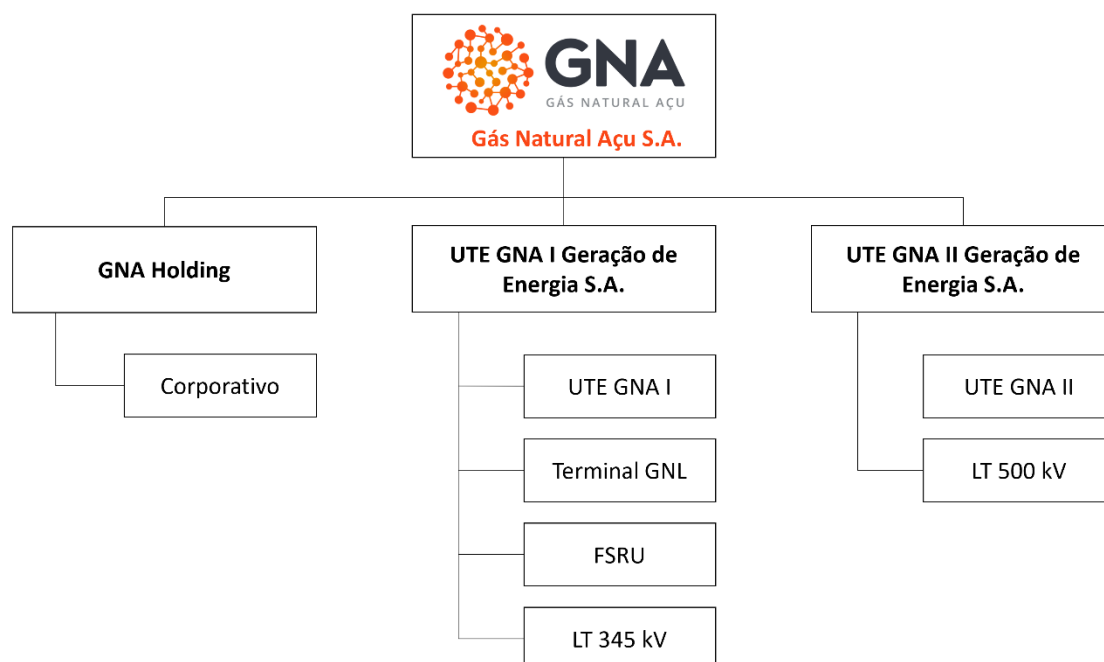 GNA
GÁS NATURAL AÇU
Gás Natural Açu S.A.
GNA Holding
Corporativo
UTE GNA I Geração de
Energia S.A.
UTE GNA I
Terminal GNL
FSRU
LT 345 kV
UTE GNA II Geração de
Energia S.A.
UTE GNA II
LT 500 kV